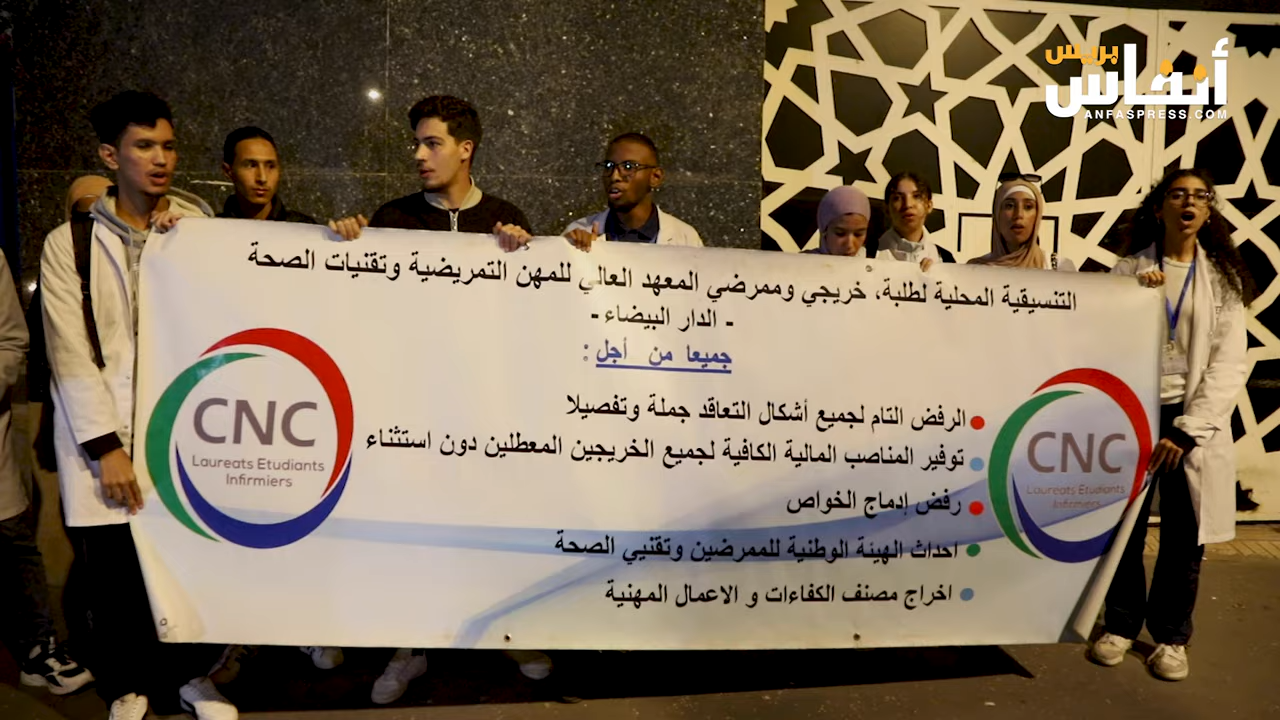 أنفاس بريس
ANFASPRESS.COM
التنسيقية المحلية لطلبة، خريجي وممرضي المعهد العالي للمهن التمريضية وتقنيات الصحة
- الدار البيضاء -
جميعا من أجل :
الرفض التام لجميع أشكال التعاقد جملة وتفصيلا
توفير المناصب المالية الكافية لجميع الخريجين المعطلين دون استثناء
رفض إدماج الخواص
احداث الهيئة الوطنية للممرضين وتقنيي الصحة
اخراج مصنف الكفاءات و الاعمال المهنية
CNC
Laureats Etudiants
Infirmiers
CNC
Laureats Etudiants
Infirmiers